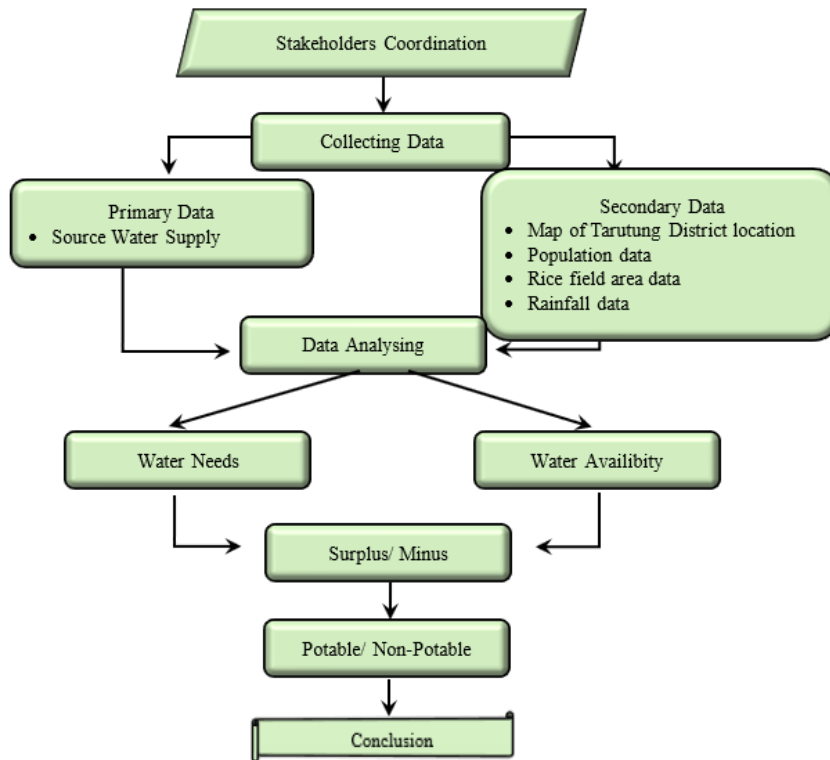 Stakeholders Coordination
Collecting Data
Primary Data
• Source Water Supply
Secondary Data
• Map of Tarutung District location
• Population data
• Rice field area data
• Rainfall data
Data Analysing
Water Needs
Water Availibity
Surplus/ Minus
Potable/ Non-Potable
Conclusion